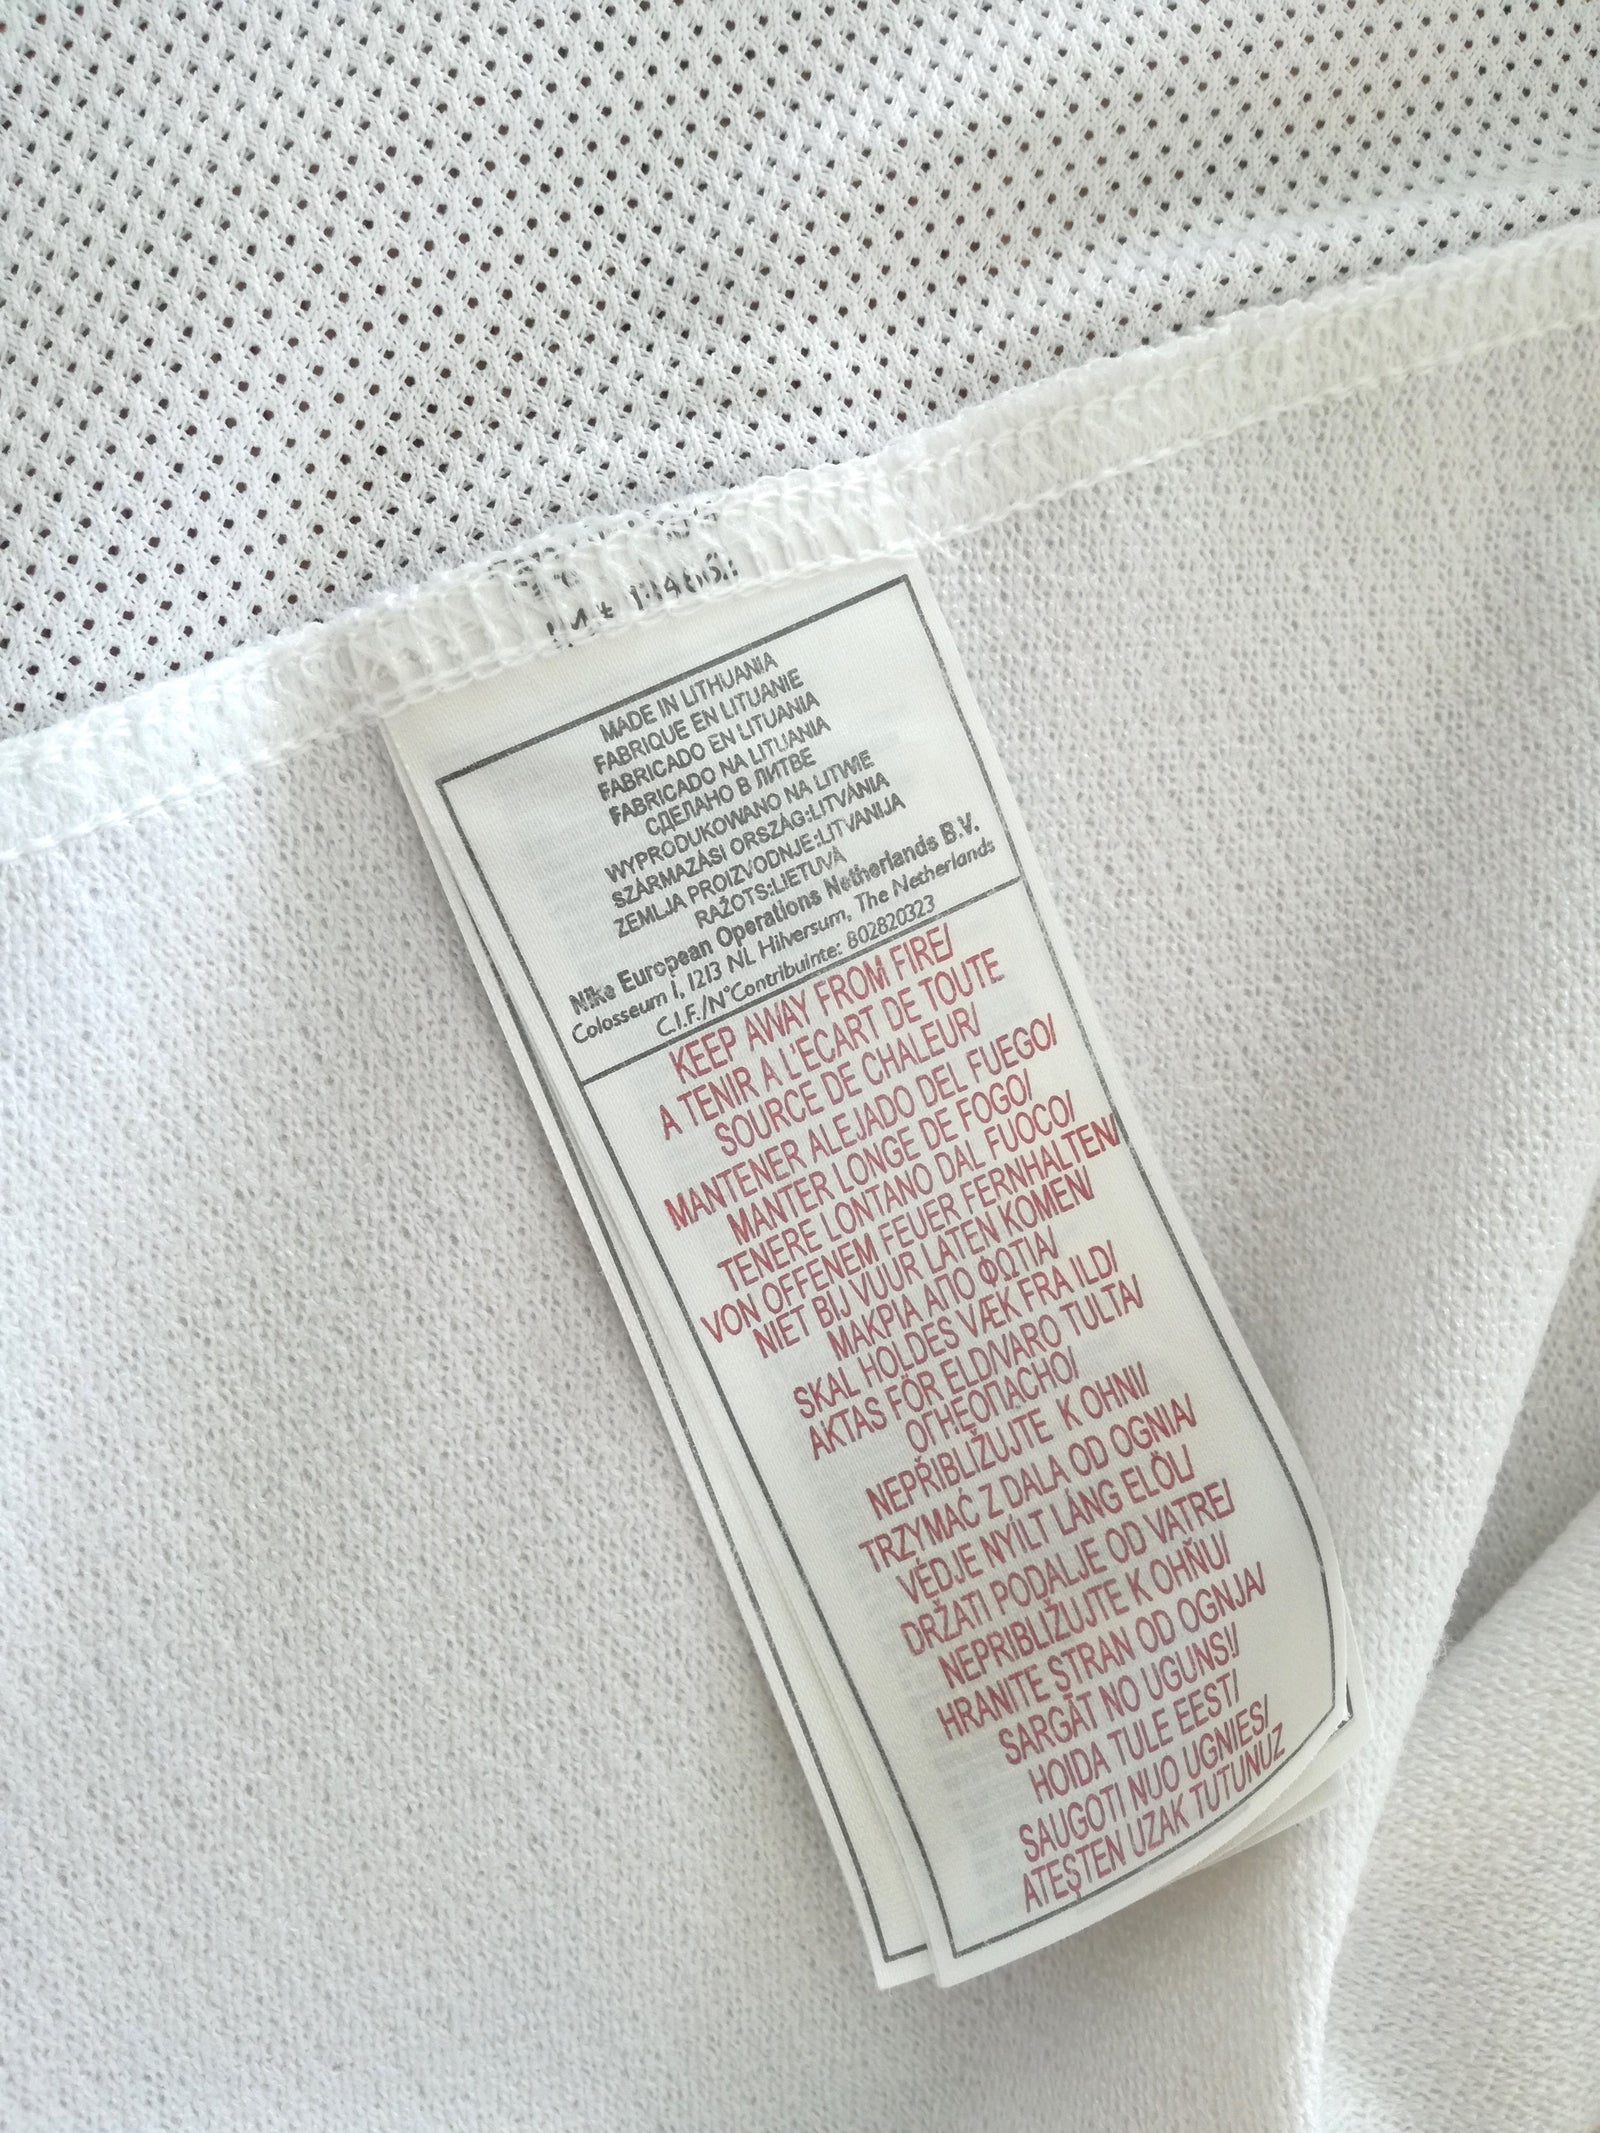 MADE IN LITHUANIA
FABRIQUE EN LITUANIE
FABRICADO EN LITUANIA
FABRICADO NA LITUANIA
СДЕЛАНО В ЛИТВЕ
WYPRODUKOWANO NA LITWIE
SZÁRMAZÁSI ORSZÁG:LITVÁNIA
ZEMLJA PROIZVODNJE:LITVANIJA
RAŽOTS:LIETUVĀ
Nike European Operations Netherlands B.V.
Colosseum 1, 1213 NL Hilversum, The Netherlands
C.I.F./N°Contribuinte: 802820323
KEEP AWAY FROM FIRE/
A TENIR A L'ECART DE TOUTE
SOURCE DE CHALEUR/
MANTENER ALEJADO DEL FUEGO/
MANTER LONGE DE FOGO/
TENERE LONTANO DAL FUOCO/
VON OFFENEM FEUER FERNHALTEN/
NIET BIJ VUUR LATEN KOMEN/
ΜΑΚΡΙΑ ΑΠΟ ΦΩΤΙΑ/
SKAL HOLDES VÆK FRA ILD/
AKTAS FÖR ELD/VARO TULTA/
ОГНЕОПАСНО/
NEPŘIBLIŽUJTE K OHNI/
TRZYMAĆ Z DALA OD OGNIA/
VÉDJE NYÍLT LÁNG ELÖL/
DRŽATI PODALJE OD VATRE/
NEPRIBLIŽUJTE K OHŇU/
HRANITE STRAN OD OGNJA/
SARGĀT NO UGUNS!/
HOIDA TULE EEST/
SAUGOTI NUO UGNIES/
ATEŞTEN UZAK TUTUNUZ